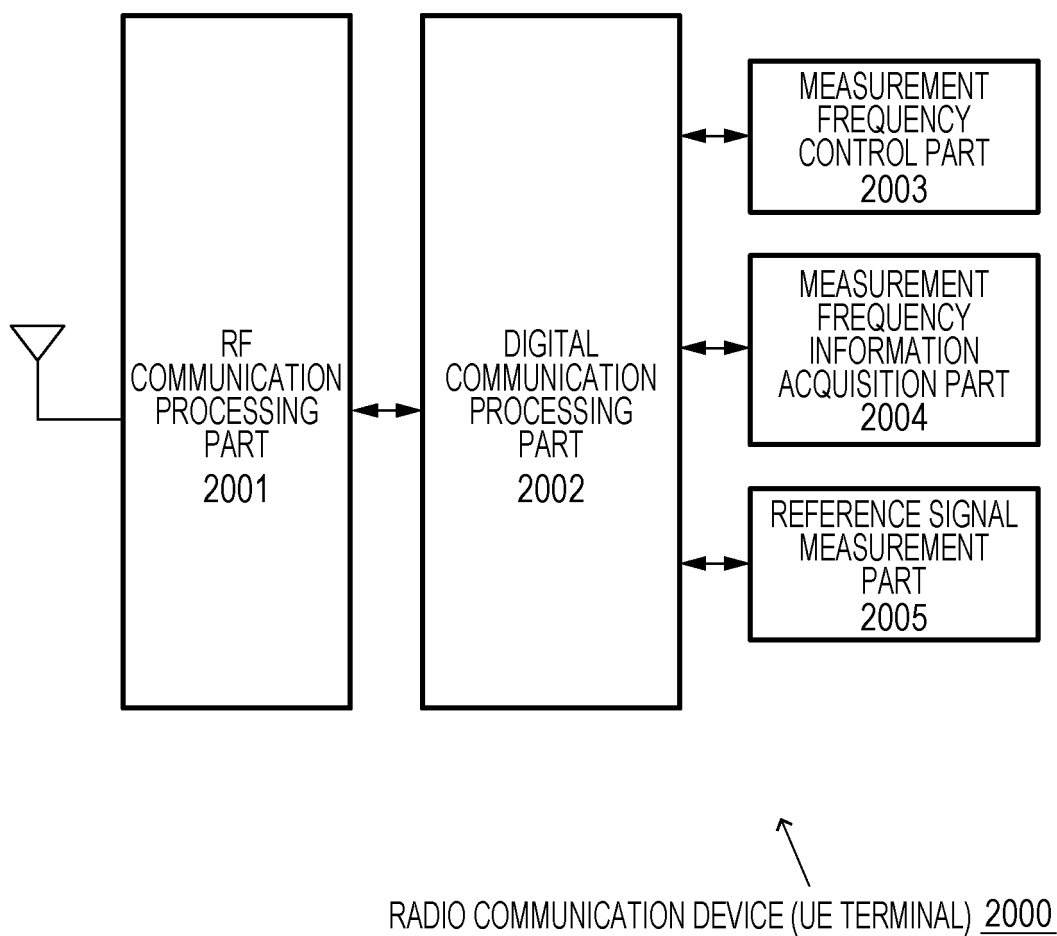 RF
COMMUNICATION
PROCESSING
PART
2001
DIGITAL
COMMUNICATION
PROCESSING
PART
2002
MEASUREMENT
FREQUENCY
CONTROL PART
2003
MEASUREMENT
FREQUENCY
INFORMATION
ACQUISITION PART
2004
REFERENCE SIGNAL
MEASUREMENT
PART
2005
RADIO COMMUNICATION DEVICE (UE TERMINAL) 2000